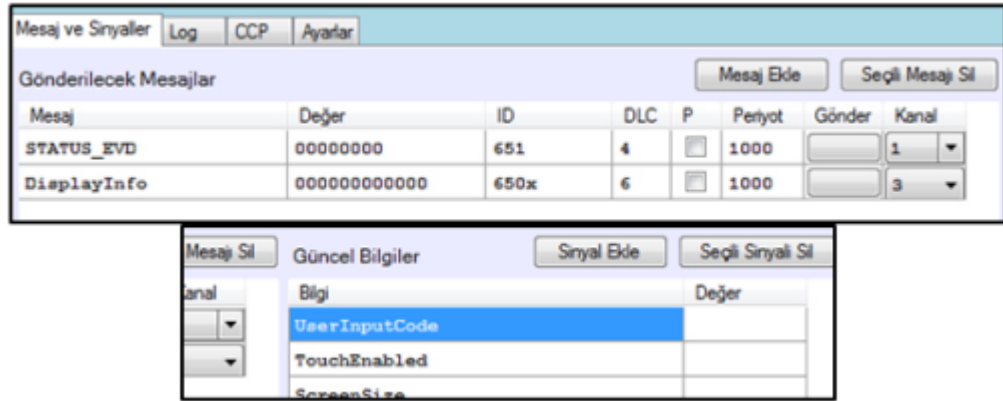 Mesaj ve Sinyaller Log CCP Ayarlar
Gönderilecek Mesajlar Mesaj Ekle Seçili Mesajı Sil
Mesaj Değer ID DLC P Periyot Gönder Kanal
STATUS_EVD 00000000 651 4 1000 1
DisplayInfo 000000000000 650x 6 1000 3
Mesajı Sil Güncel Bilgiler Sinyal Ekle Seçili Sinyali Sil
anal Bilgi Değer
UserInputCode
TouchEnabled
ScreenSize